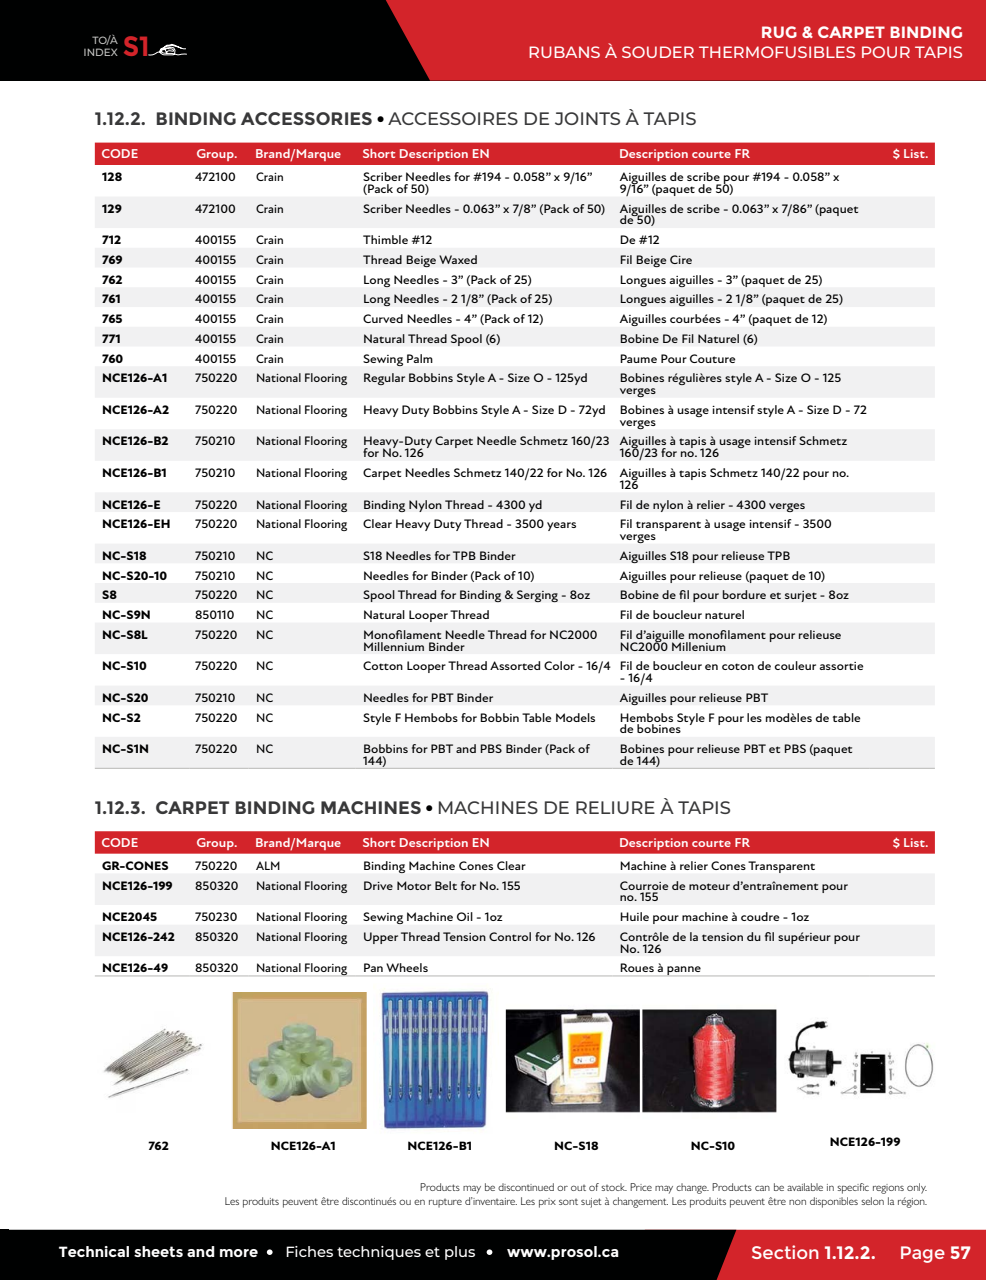 TO/À
INDEX S1
RUG & CARPET BINDING
RUBANS À SOUDER THERMOFUSIBLES POUR TAPIS
1.12.2. BINDING ACCESSORIES • ACCESSOIRES DE JOINTS À TAPIS
CODE Group. Brand/Marque Short Description EN Description courte FR $ List.
128 472100 Crain Scriber Needles for #194 - 0.058” x 9/16” Aiguilles de scribe pour #194 - 0.058” x
(Pack of 50) 9/16” (paquet de 50)
129 472100 Crain Scriber Needles - 0.063” x 7/8” (Pack of 50) Aiguilles de scribe - 0.063” x 7/86” (paquet
de 50)
712 400155 Crain Thimble #12 De #12
769 400155 Crain Thread Beige Waxed Fil Beige Cire
762 400155 Crain Long Needles - 3” (Pack of 25) Longues aiguilles - 3” (paquet de 25)
761 400155 Crain Long Needles - 2 1/8” (Pack of 25) Longues aiguilles - 2 1/8” (paquet de 25)
765 400155 Crain Curved Needles - 4” (Pack of 12) Aiguilles courbées - 4” (paquet de 12)
771 400155 Crain Natural Thread Spool (6) Bobine De Fil Naturel (6)
760 400155 Crain Sewing Palm Paume Pour Couture
NCE126-A1 750220 National Flooring Regular Bobbins Style A - Size O - 125yd Bobines régulières style A - Size O - 125
verges
NCE126-A2 750220 National Flooring Heavy Duty Bobbins Style A - Size D - 72yd Bobines à usage intensif style A - Size D - 72
verges
NCE126-B2 750210 National Flooring Heavy-Duty Carpet Needle Schmetz 160/23 Aiguilles à tapis à usage intensif Schmetz
for No. 126 160/23 for no. 126
NCE126-B1 750210 National Flooring Carpet Needles Schmetz 140/22 for No. 126 Aiguilles à tapis Schmetz 140/22 pour no.
126
NCE126-E 750220 National Flooring Binding Nylon Thread - 4300 yd Fil de nylon à relier - 4300 verges
NCE126-EH 750220 National Flooring Clear Heavy Duty Thread - 3500 years Fil transparent à usage intensif - 3500
verges
NC-S18 750210 NC S18 Needles for TPB Binder Aiguilles S18 pour relieuse TPB
NC-S20-10 750210 NC Needles for Binder (Pack of 10) Aiguilles pour relieuse (paquet de 10)
S8 750220 NC Spool Thread for Binding & Serging - 8oz Bobine de fil pour bordure et surjet - 8oz
NC-S9N 850110 NC Natural Looper Thread Fil de boucleur naturel
NC-S8L 750220 NC Monofilament Needle Thread for NC2000 Fil d’aiguille monofilament pour relieuse
Millennium Binder NC2000 Millenium
NC-S10 750220 NC Cotton Looper Thread Assorted Color - 16/4 Fil de boucleur en coton de couleur assortie
- 16/4
NC-S20 750210 NC Needles for PBT Binder Aiguilles pour relieuse PBT
NC-S2 750220 NC Style F Hembobs for Bobbin Table Models Hembobs Style F pour les modèles de table
de bobines
NC-S1N 750220 NC Bobbins for PBT and PBS Binder (Pack of Bobines pour relieuse PBT et PBS (paquet
144) de 144)
1.12.3. CARPET BINDING MACHINES • MACHINES DE RELIURE À TAPIS
CODE Group. Brand/Marque Short Description EN Description courte FR $ List.
GR-CONES 750220 ALM Binding Machine Cones Clear Machine à relier Cones Transparent
NCE126-199 850320 National Flooring Drive Motor Belt for No. 155 Courroie de moteur d’entraînement pour
no. 155
NCE2045 750230 National Flooring Sewing Machine Oil - 1oz Huile pour machine à coudre - 1oz
NCE126-242 850320 National Flooring Upper Thread Tension Control for No. 126 Contrôle de la tension du fil supérieur pour
No. 126
NCE126-49 850320 National Flooring Pan Wheels Roues à panne
762 NCE126-A1 NCE126-B1 NC-S18 NC-S10 NCE126-199
Products may be discontinued or out of stock. Price may change. Products can be available in specific regions only.
Les produits peuvent être discontinués ou en rupture d’inventaire. Les prix sont sujet à changement. Les produits peuvent être non disponibles selon la région.
Technical sheets and more • Fiches techniques et plus • www.prosol.ca
Section 1.12.2. Page 57